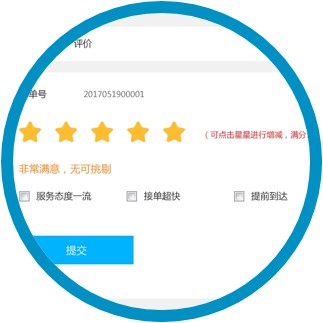 评价
单号 2017051900001
（可点击星星进行增减，满分
非常满意，无可挑剔
服务态度一流 接单超快 提前到达
提交